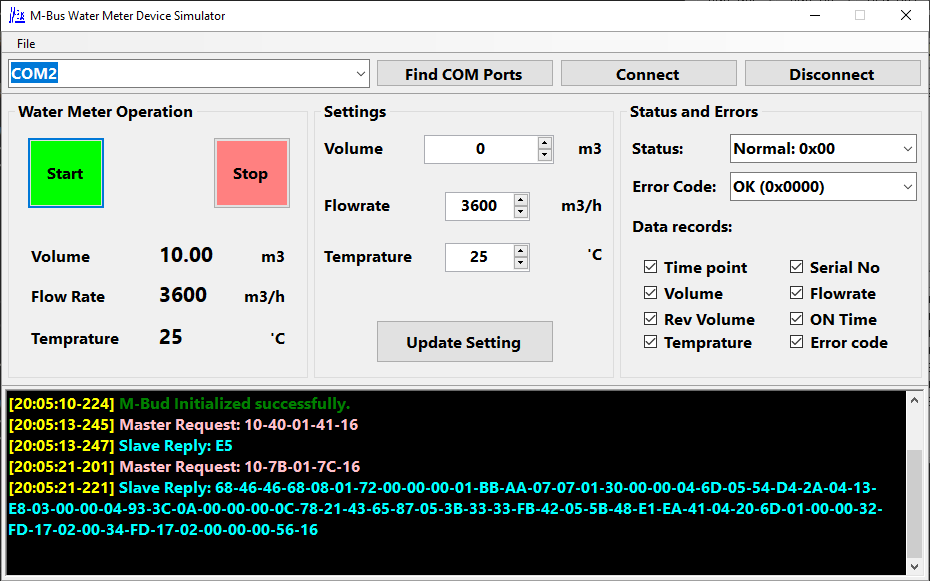 M-Bus Water Meter Device Simulator
File
COM2
Find COM Ports
Connect
Disconnect
Water Meter Operation
Start
Stop
Volume 10.00 m3
Flow Rate 3600 m3/h
Temprature 25 'C
Settings
Volume 0 m3
Flowrate 3600 m3/h
Temprature 25 'C
Update Setting
Status and Errors
Status: Normal: 0x00
Error Code: OK (0x0000)
Data records:
Time point Serial No
Volume Flowrate
Rev Volume ON Time
Temprature Error code
[20:05:10-224] M-Bud Initialized successfully.
[20:05:13-245] Master Request: 10-40-01-41-16
[20:05:13-247] Slave Reply: E5
[20:05:21-201] Master Request: 10-7B-01-7C-16
[20:05:21-221] Slave Reply: 68-46-46-68-08-01-72-00-00-00-01-BB-AA-07-07-01-30-00-00-04-6D-05-54-D4-2A-04-13-
E8-03-00-00-04-93-3C-0A-00-00-00-0C-78-21-43-65-87-05-3B-33-33-FB-42-05-5B-48-E1-EA-41-04-20-6D-01-00-00-32-
FD-17-02-00-34-FD-17-02-00-00-00-56-16